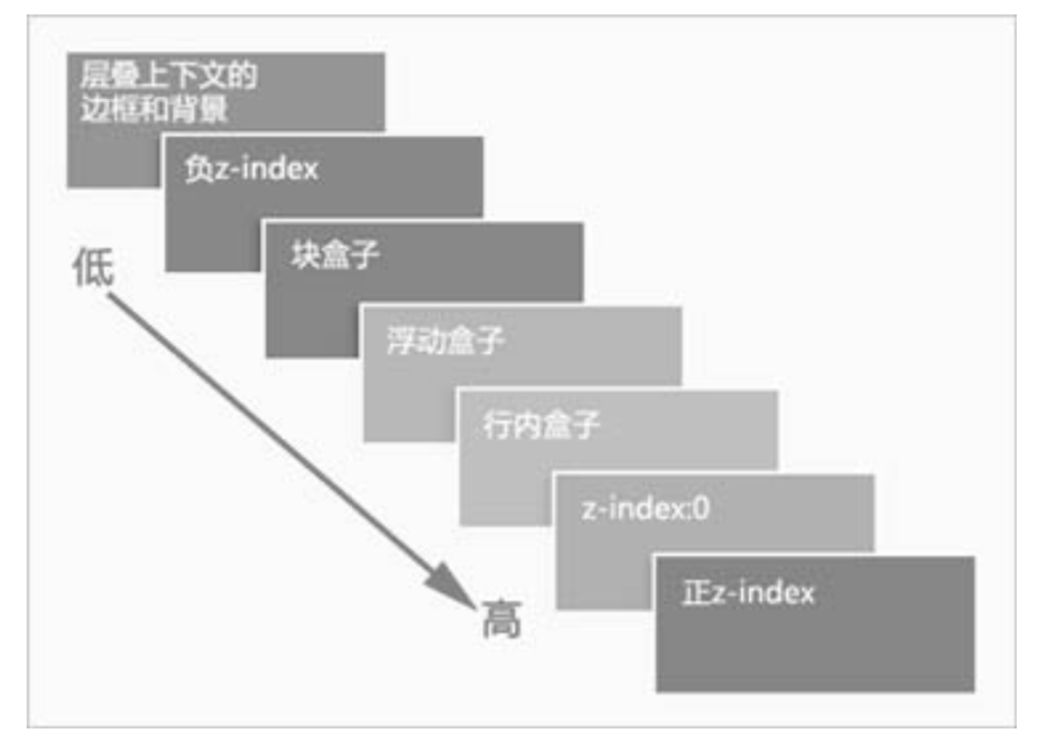 层叠上下文的
边框和背景
负z-index
块盒子
低
浮动盒子
行内盒子
z-index:0
正z-index
高